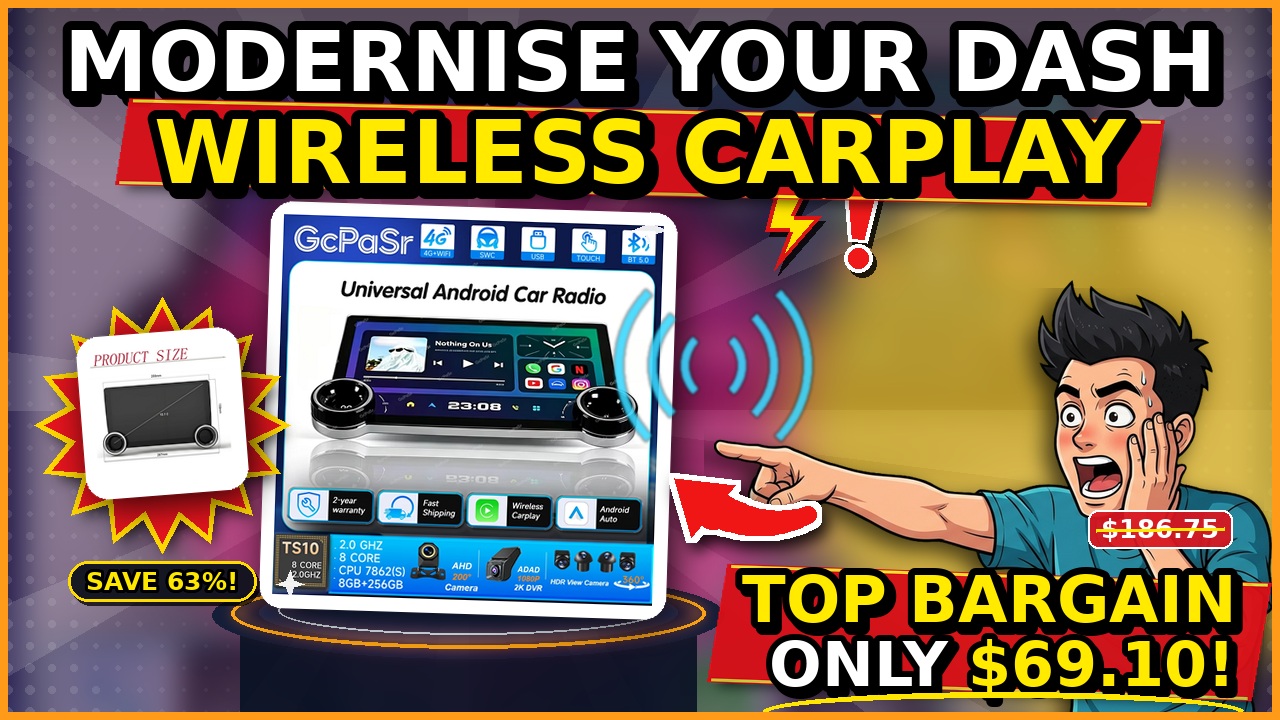 MODERNISE YOUR DASH
WIRELESS CARPLAY
GcPaSr
4G
4G+WIFI
SWC
USB
TOUCH
BT 5.0
Universal Android Car Radio
Nothing On Us
23:08
2-year warranty
Fast Shipping
Wireless Carplay
Android Auto
TS10
8 CORE
2.0GHZ
2.0 GHZ
8 CORE
CPU 7862(S)
8GB+256GB
AHD
200°
Camera
ADAD
1080P
2K DVR
HDR View Camera
360°
PRODUCT SIZE
SAVE 63%!
$186.75
TOP BARGAIN
ONLY $69.10!